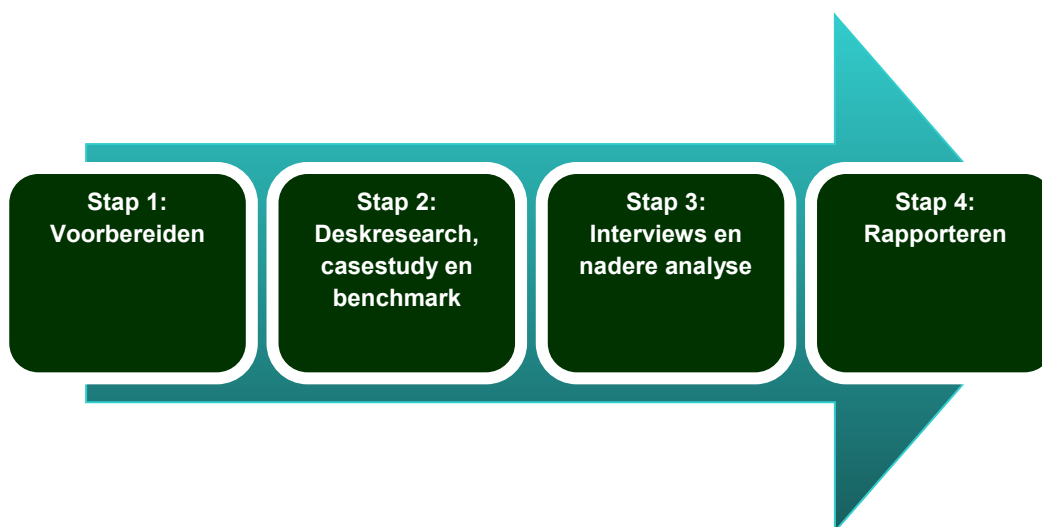 Stap 1:
Voorbereiden
Stap 2:
Deskresearch,
casestudy en
benchmark
Stap 3:
Interviews en
nadere analyse
Stap 4:
Rapporteren